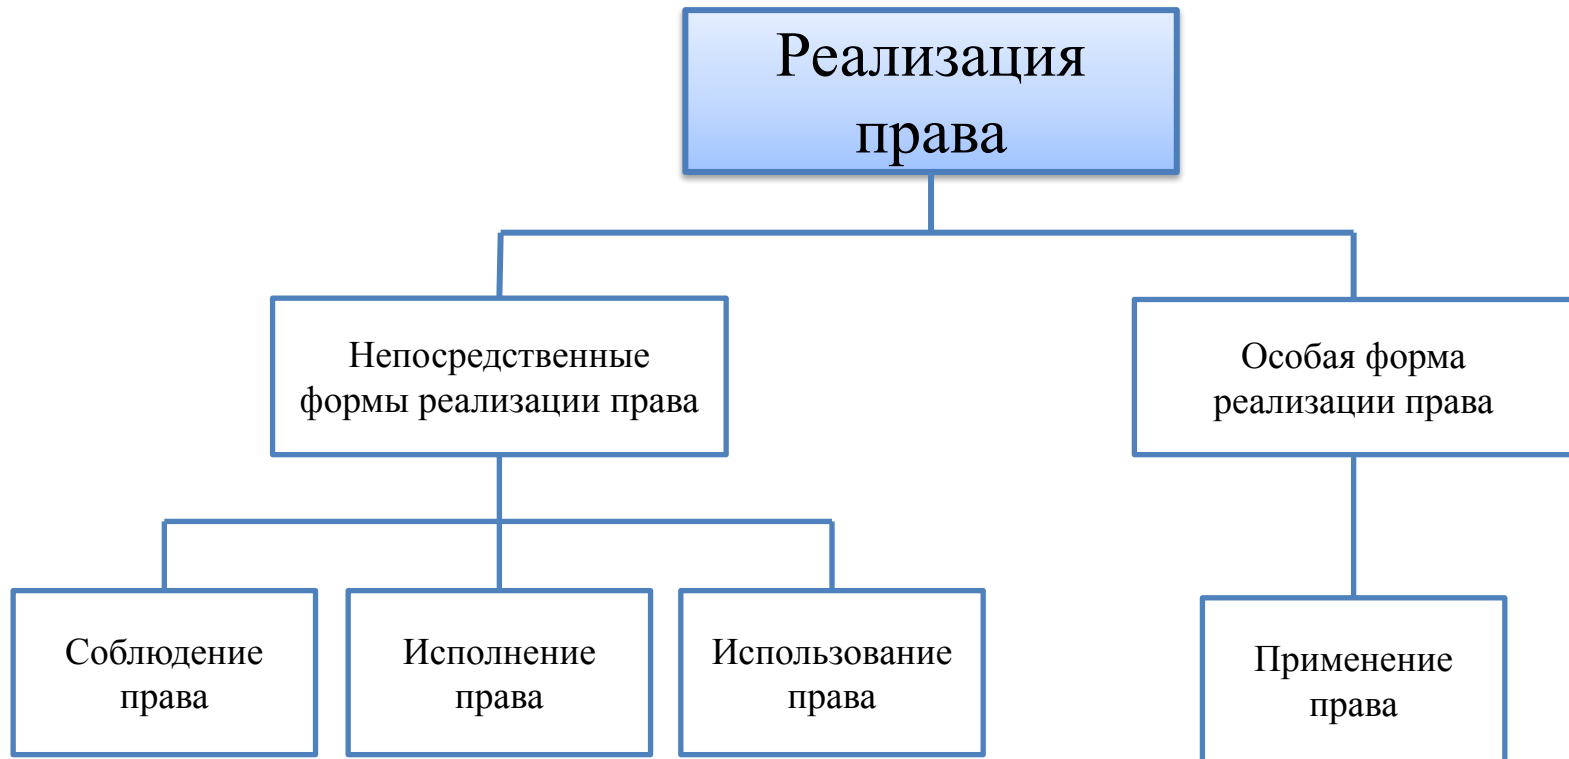 Реализация
права
Непосредственные
формы реализации права
Особая форма
реализации права
Соблюдение
права
Исполнение
права
Использование
права
Применение
права